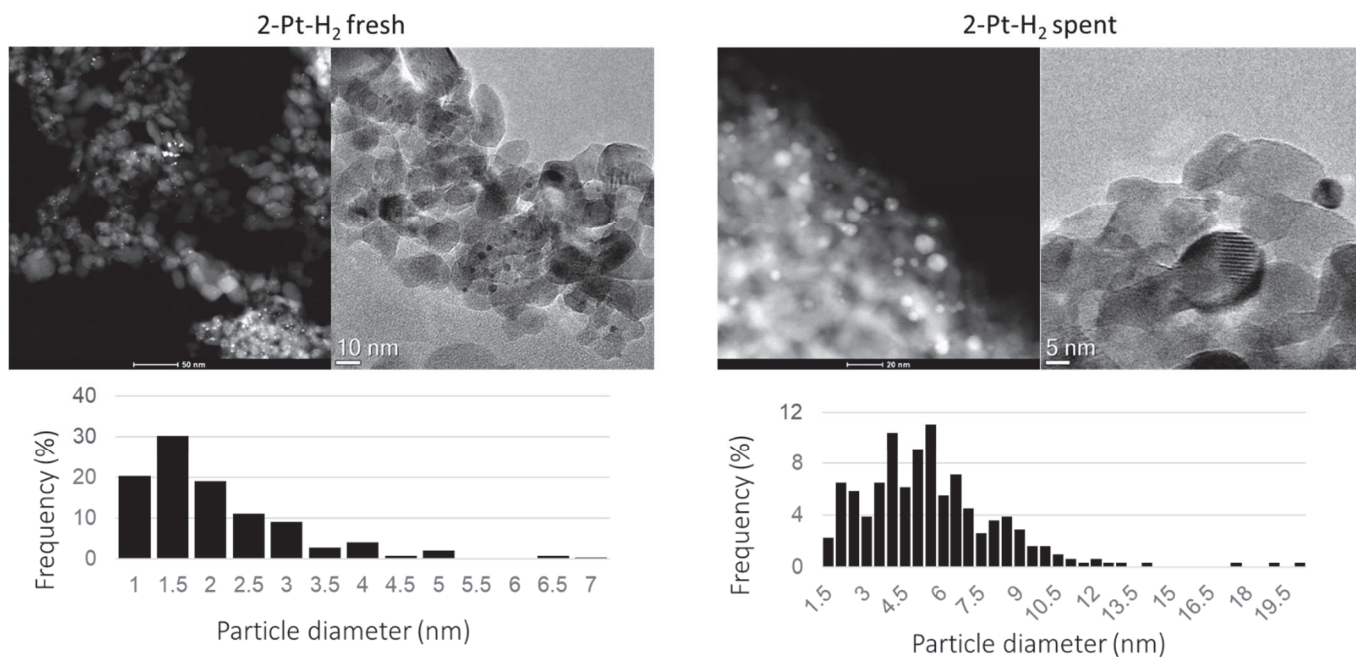 2-Pt-H₂ fresh
2-Pt-H₂ spent
50 nm
10 nm
20 nm
5 nm
Frequency (%)
40
30
20
10
0
1 1.5 2 2.5 3 3.5 4 4.5 5 5.5 6 6.5 7
Particle diameter (nm)
Frequency (%)
12
8
4
0
1.5 3 4.5 6 7.5 9 10.5 12 13.5 15 16.5 18 19.5
Particle diameter (nm)